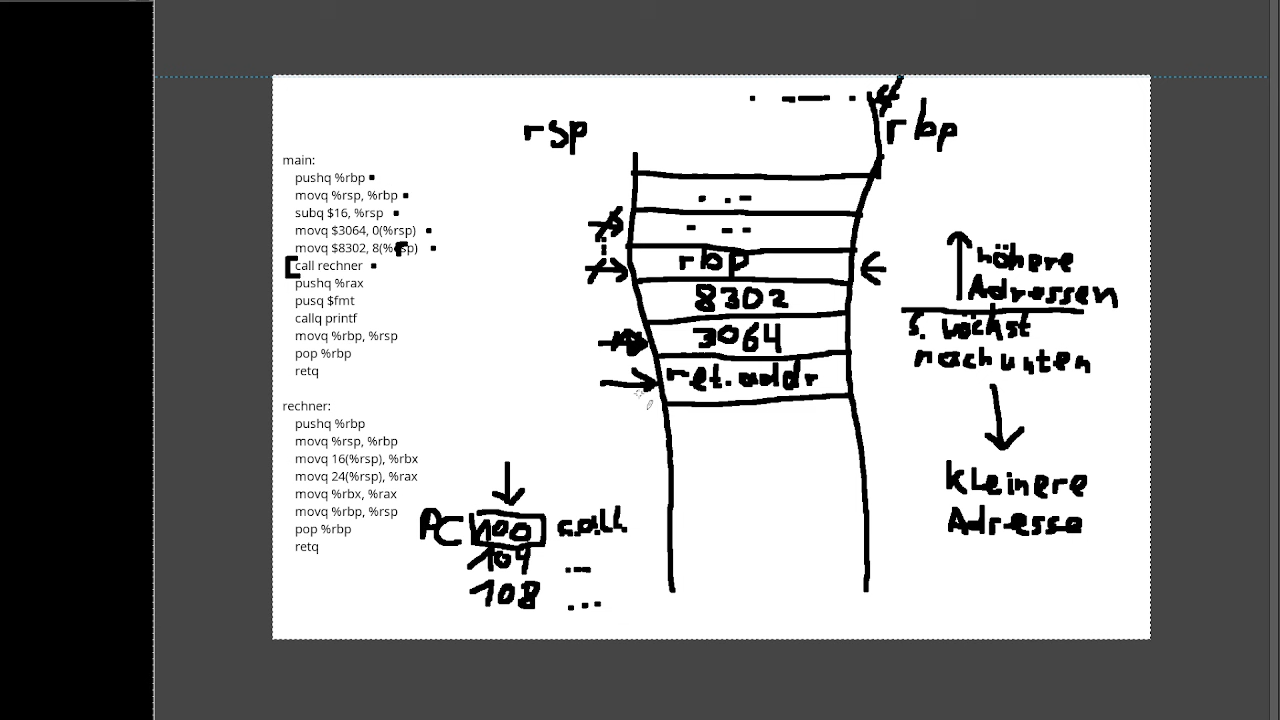 rsp
rbp
main:
pushq %rbp
movq %rsp, %rbp
subq $16, %rsp
movq $3064, 0(%rsp)
movq $8302, 8(%rsp)
call rechner
pushq %rax
pusq $fmt
callq printf
movq %rbp, %rsp
pop %rbp
retq
rechner:
pushq %rbp
movq %rsp, %rbp
movq 16(%rsp), %rbx
movq 24(%rsp), %rax
movq %rbx, %rax
movq %rbp, %rsp
pop %rbp
retq
rbp
8302
3064
ret. addr
höhere
Adressen
S. wächst
nach unten
kleinere
Adresse
PC 100 call
104 ...
108 ...